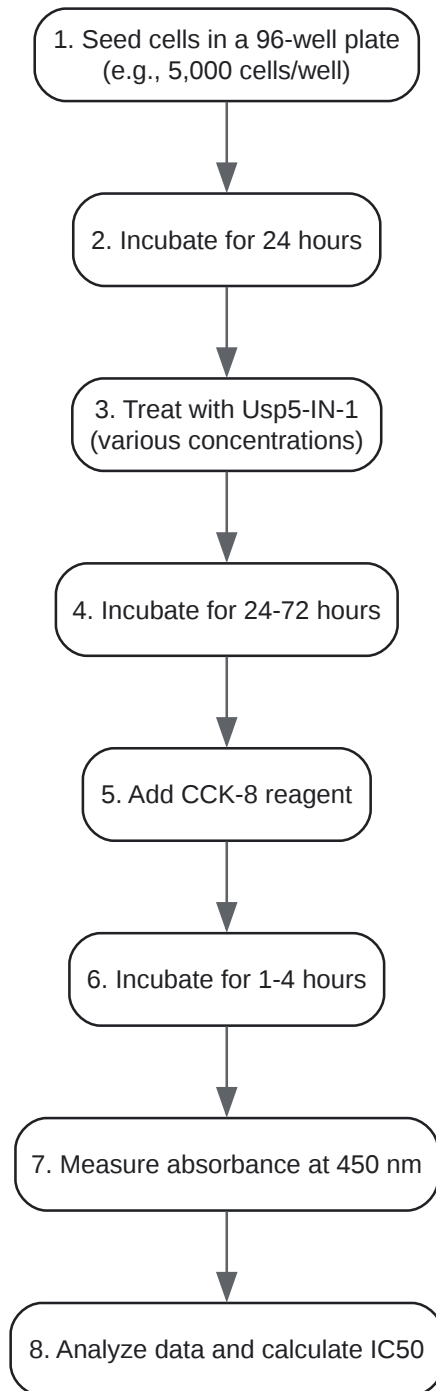 1. Seed cells in a 96-well plate
(e.g., 5,000 cells/well)
2. Incubate for 24 hours
3. Treat with Usp5-IN-1
(various concentrations)
4. Incubate for 24-72 hours
5. Add CCK-8 reagent
6. Incubate for 1-4 hours
7. Measure absorbance at 450 nm
8. Analyze data and calculate IC50